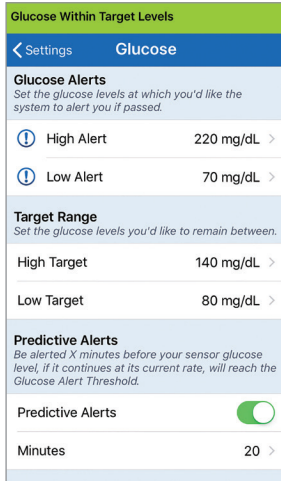 Glucose Within Target Levels
Settings Glucose
Glucose Alerts
Set the glucose levels at which you'd like the
system to alert you if passed.
High Alert 220 mg/dL
Low Alert 70 mg/dL
Target Range
Set the glucose levels you'd like to remain between.
High Target 140 mg/dL
Low Target 80 mg/dL
Predictive Alerts
Be alerted X minutes before your sensor glucose
level, if it continues at its current rate, will reach the
Glucose Alert Threshold.
Predictive Alerts
Minutes 20